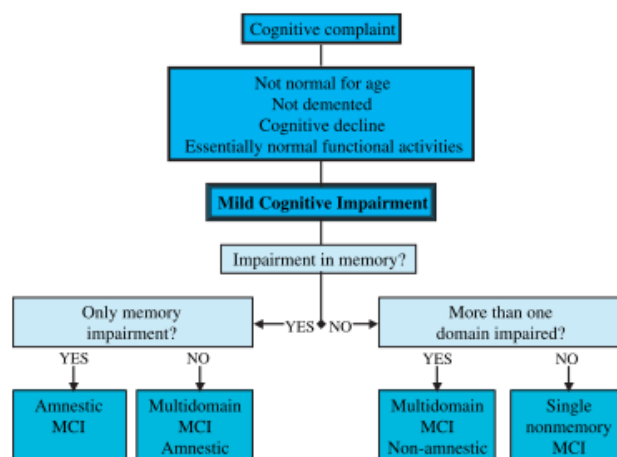 Cognitive complaint
Not normal for age
Not demented
Cognitive decline
Essentially normal functional activities
Mild Cognitive Impairment
Impairment in memory?
Only memory
impairment?
YES NO
More than one
domain impaired?
YES
NO
YES
NO
Amnestic
MCI
Multidomain
MCI
Amnestic
Multidomain
MCI
Non-amnestic
Single
nonmemory
MCI